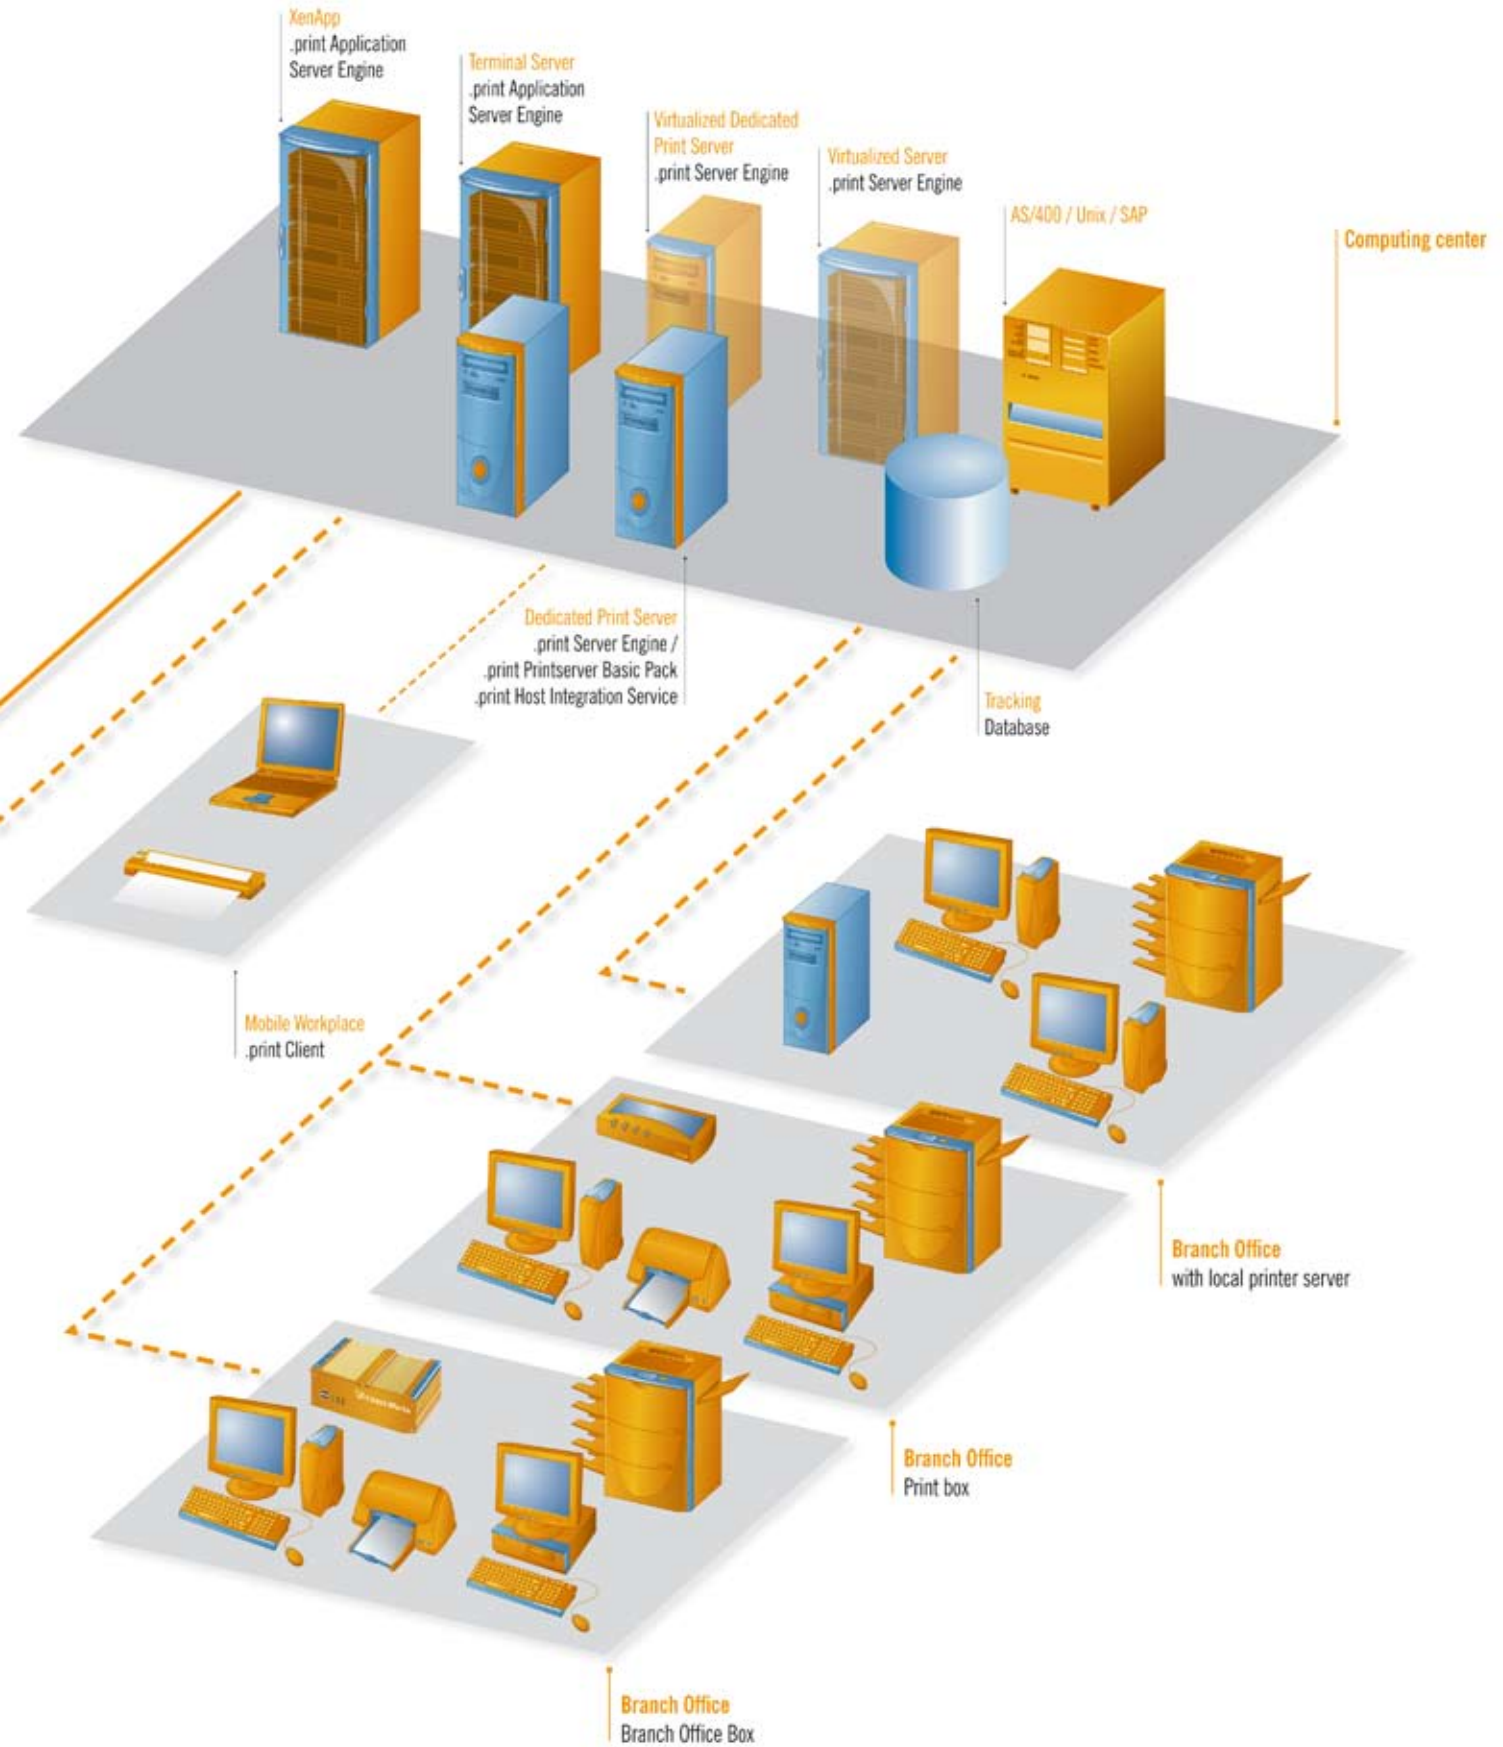 XenApp
.print Application
Server Engine
Terminal Server
.print Application
Server Engine
Virtualized Dedicated
Print Server
.print Server Engine
Virtualized Server
.print Server Engine
AS/400 / Unix / SAP
Computing center
Dedicated Print Server
.print Server Engine /
.print Printserver Basic Pack
.print Host Integration Service
Tracking
Database
Mobile Workplace
.print Client
Branch Office
with local printer server
Branch Office
Print box
Branch Office
Branch Office Box